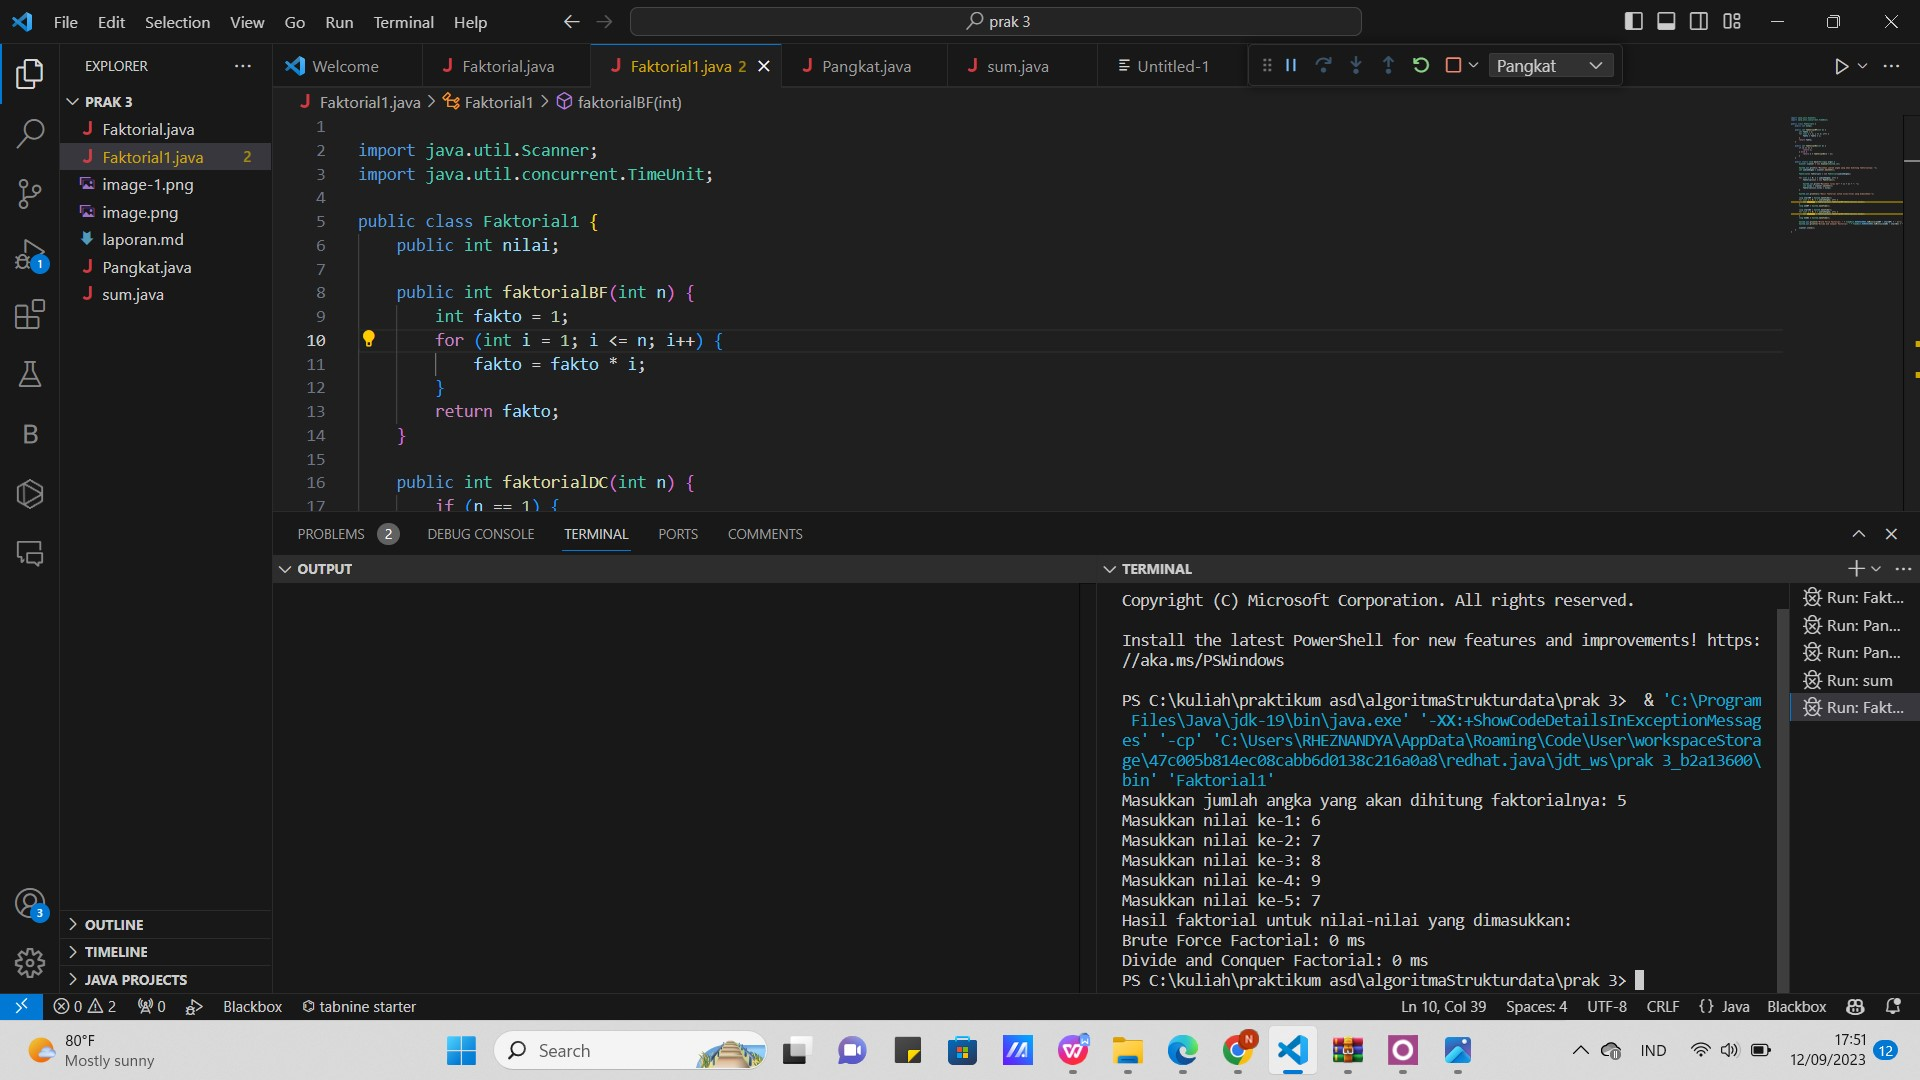 File Edit Selection View Go Run Terminal Help
prak 3
EXPLORER
Welcome
Faktorial.java
Faktorial1.java 2
Pangkat.java
sum.java
Untitled-1
Pangkat
PRAK 3
Faktorial.java
Faktorial1.java 2
image-1.png
image.png
laporan.md
Pangkat.java
sum.java
1
B
3
OUTLINE
TIMELINE
JAVA PROJECTS
Faktorial1.java > Faktorial1 > faktorialBF(int)
1
2 import java.util.Scanner;
3 import java.util.concurrent.TimeUnit;
4
5 public class Faktorial1 {
6 public int nilai;
7
8 public int faktorialBF(int n) {
9 int fakto = 1;
10 for (int i = 1; i <= n; i++) {
11 fakto = fakto * i;
12 }
13 return fakto;
14 }
15
16 public int faktorialDC(int n) {
17 if (n == 1) {
PROBLEMS 2 DEBUG CONSOLE TERMINAL PORTS COMMENTS
OUTPUT
TERMINAL
Copyright (C) Microsoft Corporation. All rights reserved.
Install the latest PowerShell for new features and improvements! https:
//aka.ms/PSWindows
PS C:\kuliah\praktikum asd\algoritmaStrukturdata\prak 3>  & 'C:\Program
 Files\Java\jdk-19\bin\java.exe' '-XX:+ShowCodeDetailsInExceptionMessag
es' '-cp' 'C:\Users\RHEZNANDYA\AppData\Roaming\Code\User\workspaceStora
ge\47c005b814ec08cabb6d0138c216a0a8\redhat.java\jdt_ws\prak 3_b2a13600\
bin' 'Faktorial1'
Masukkan jumlah angka yang akan dihitung faktorialnya: 5
Masukkan nilai ke-1: 6
Masukkan nilai ke-2: 7
Masukkan nilai ke-3: 8
Masukkan nilai ke-4: 9
Masukkan nilai ke-5: 7
Hasil faktorial untuk nilai-nilai yang dimasukkan:
Brute Force Factorial: 0 ms
Divide and Conquer Factorial: 0 ms
PS C:\kuliah\praktikum asd\algoritmaStrukturdata\prak 3>
Run: Fakt...
Run: Pan...
Run: Pan...
Run: sum
Run: Fakt...
0 2 0 Blackbox tabnine starter
Ln 10, Col 39 Spaces: 4 UTF-8 CRLF {} Java Blackbox
80°F
Mostly sunny
Search
N
IND
17:51
12/09/2023
12